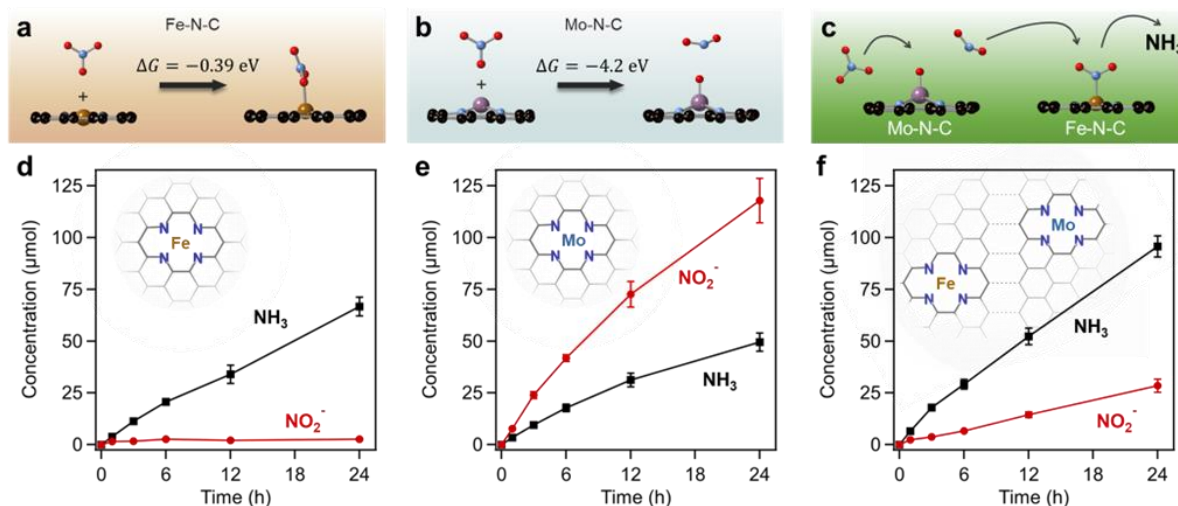 a
Fe-N-C
ΔG = −0.39 eV
+
b
Mo-N-C
ΔG = −4.2 eV
+
c
NH3
Mo-N-C
Fe-N-C
d
Concentration (μmol)
125
100
75
50
25
0
N N
Fe
N N
NH₃
NO₂⁻
0 6 12 18 24
Time (h)
e
Concentration (μmol)
125
100
75
50
25
0
N N
Mo
N N
NO₂⁻
NH₃
0 6 12 18 24
Time (h)
f
Concentration (μmol)
125
100
75
50
25
0
N N
Mo
N N
N N
Fe
N N
NH₃
NO₂⁻
0 6 12 18 24
Time (h)